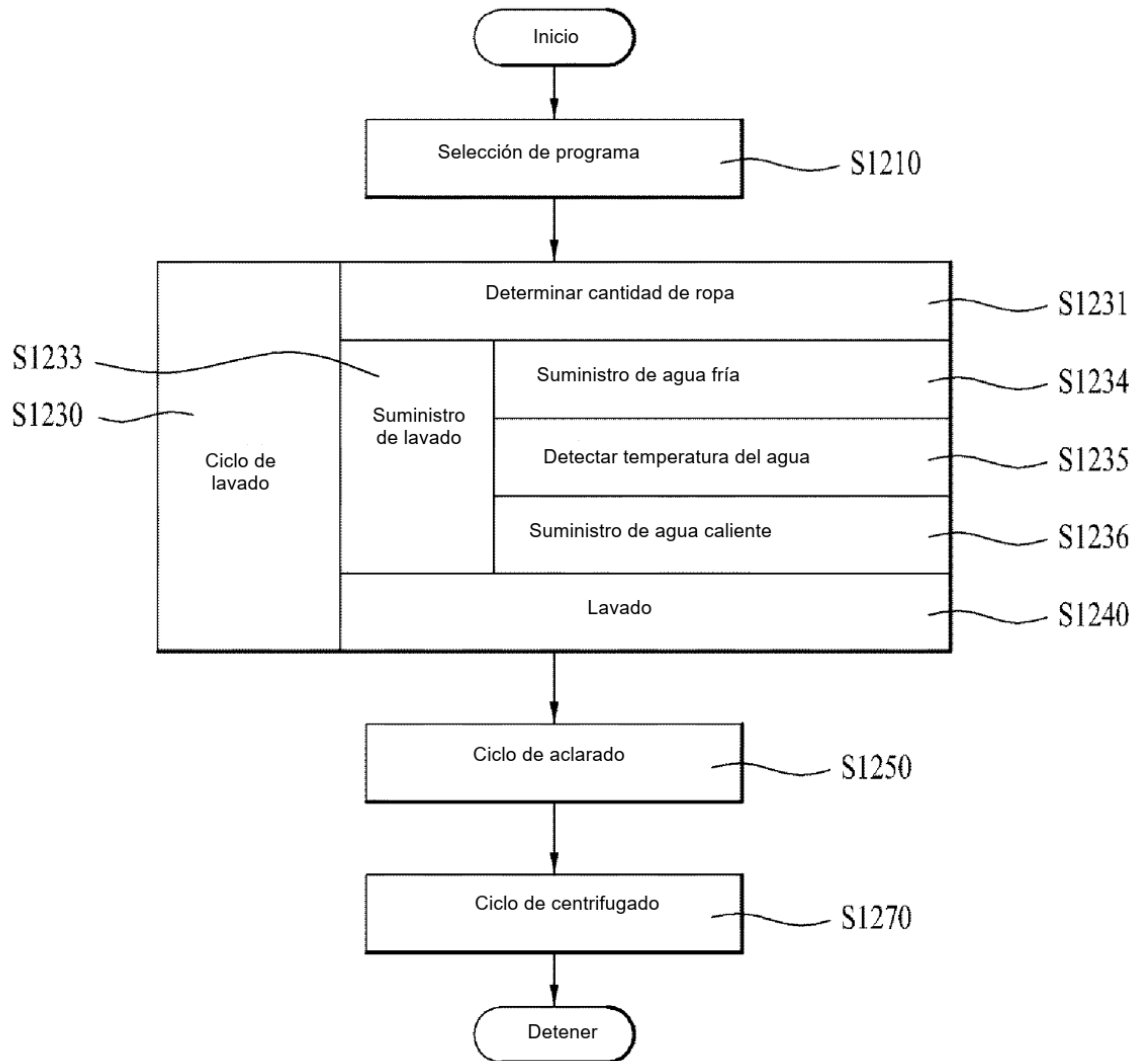 Inicio
Selección de programa
S1210
Determinar cantidad de ropa
S1231
S1233
Suministro de agua fría
S1234
S1230
Suministro
de lavado
Ciclo de
lavado
Detectar temperatura del agua
S1235
Suministro de agua caliente
S1236
Lavado
S1240
Ciclo de aclarado
S1250
Ciclo de centrifugado
S1270
Detener